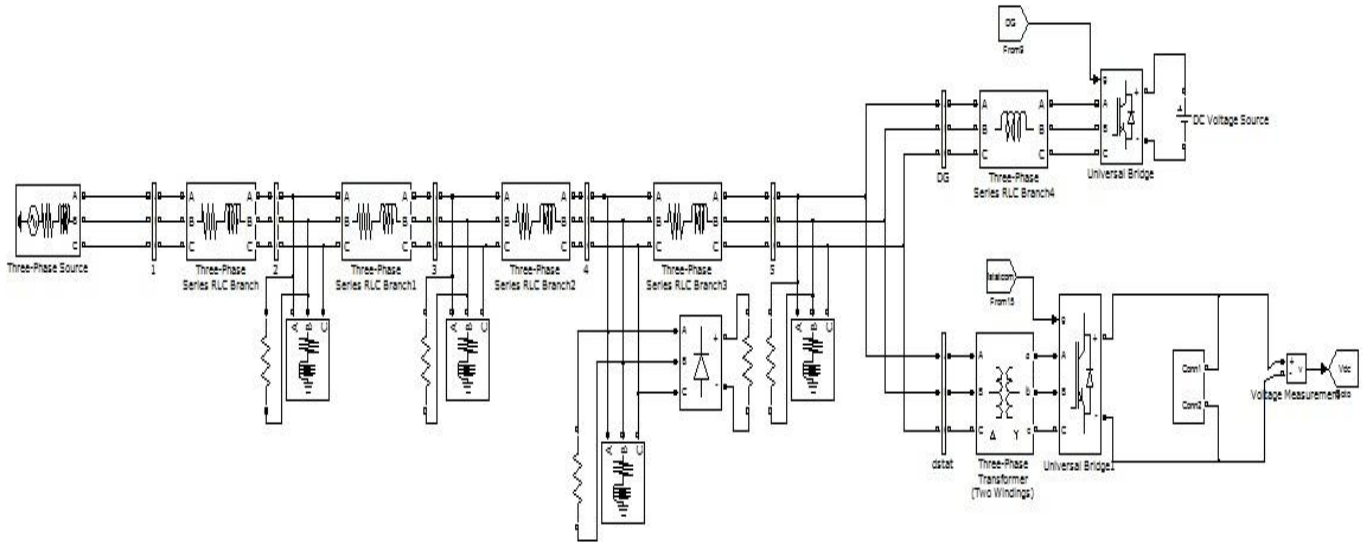 DG
From9
g
A
B
C
A
B
C
A
B
C
+
-
DC Voltage Source
DG
Three-Phase
Series RLC Branch4
Universal Bridge
A
B
C
Three-Phase Source
1
A
B
C
A
B
C
Three-Phase
Series RLC Branch
2
A
B
C
A
B
C
Three-Phase
Series RLC Branch1
3
A
B
C
A
B
C
Three-Phase
Series RLC Branch2
4
A
B
C
A
B
C
Three-Phase
Series RLC Branch3
5
A B C
A B C
A B C
A B C
A
B
C
+
-
From15
g
A
B
C
a
b
c
A
B
C
+
-
Δ Y
dstat
Three-Phase
Transformer
(Two Windings)
Universal Bridge1
Conn1
Conn2
+
-
v
Vdc
Voltage Measurement